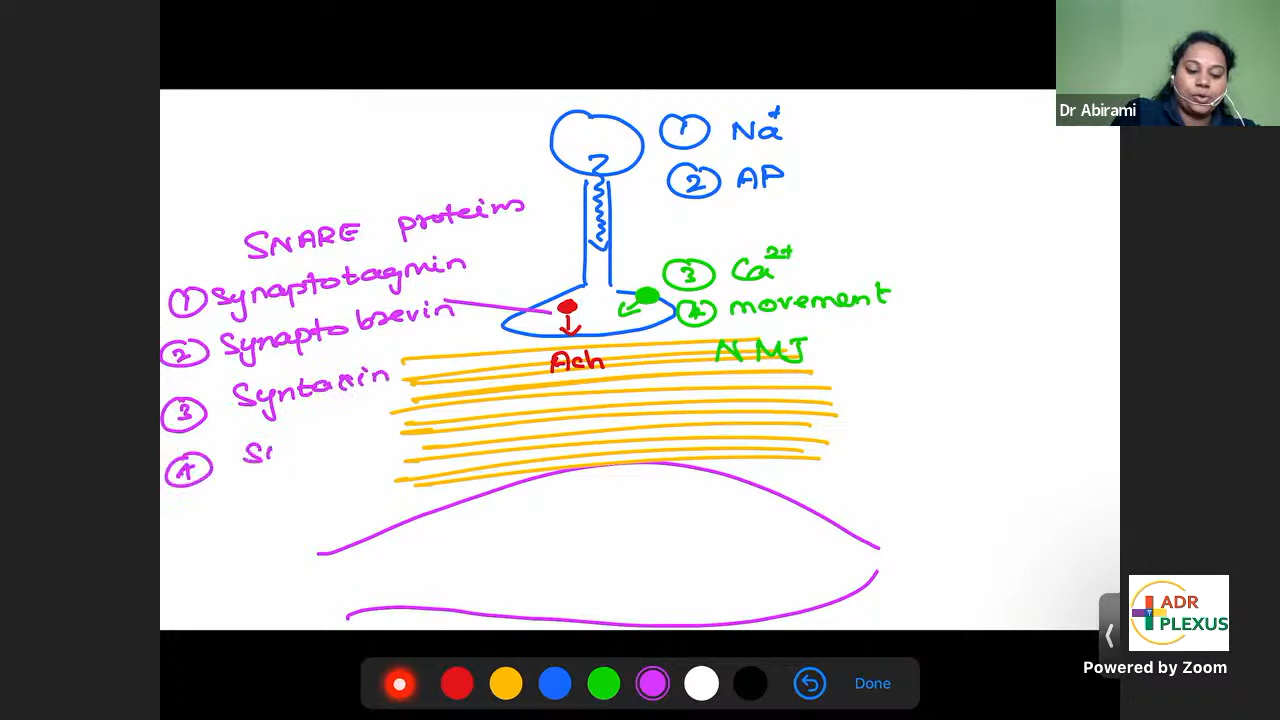 Dr Abirami
① Na⁺
② AP
SNARE proteins
① Synaptotagmin
② Synaptobrevin
③ Syntaxin
④ S
③ Ca²⁺
④ movement
NMJ
Ach
ADR
PLEXUS
Powered by Zoom
Done